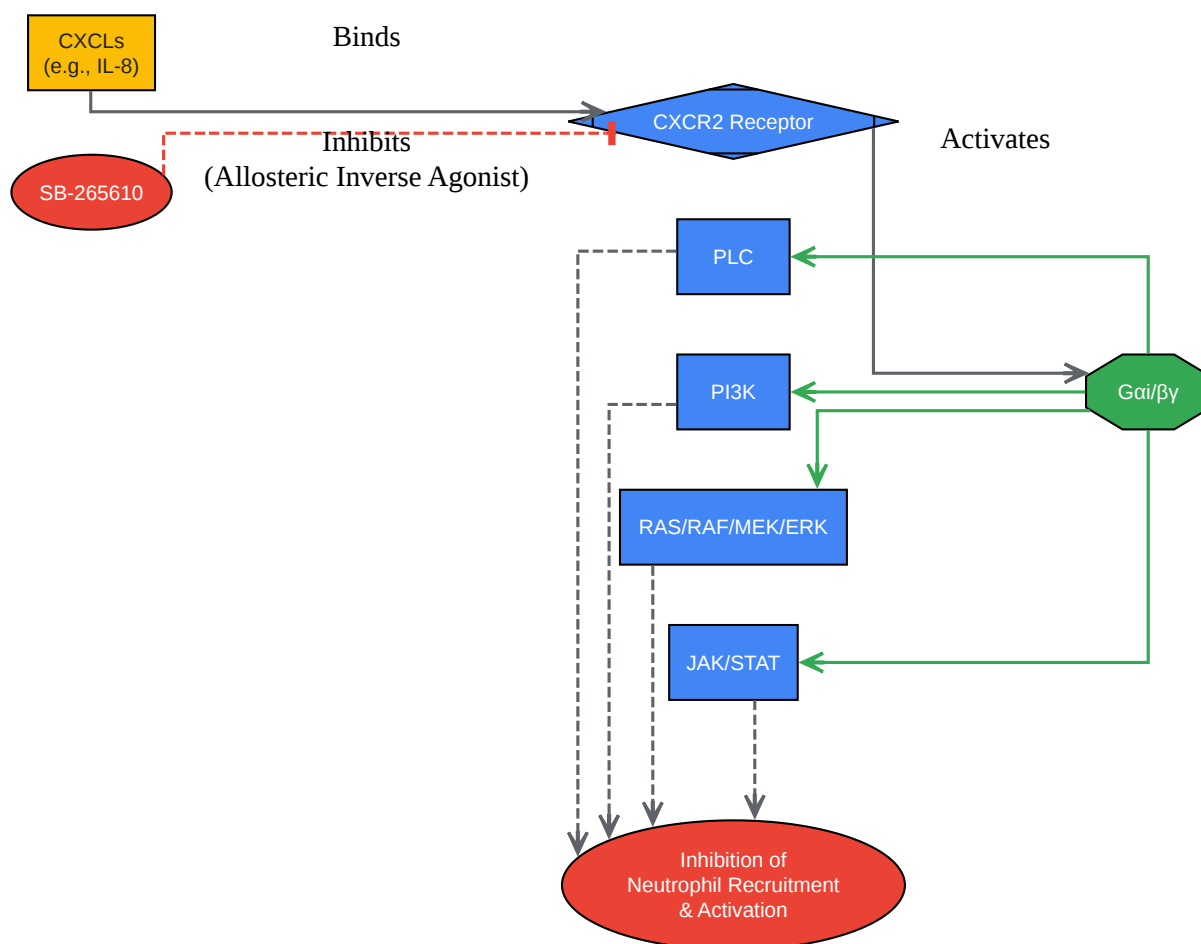 CXCLs
(e.g., IL-8)
Binds
CXCR2 Receptor
Activates
Inhibits
(Allosteric Inverse Agonist)
SB-265610
PLC
PI3K
Gαi/βγ
RAS/RAF/MEK/ERK
JAK/STAT
Inhibition of
Neutrophil Recruitment
& Activation